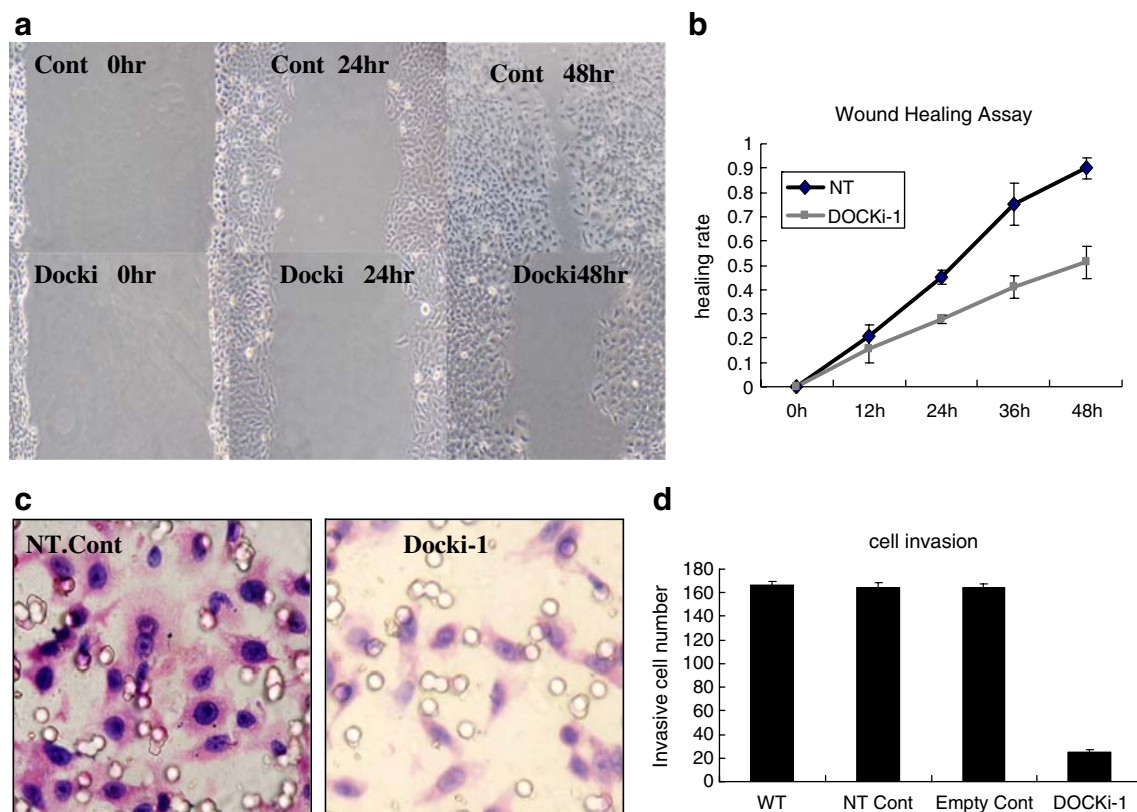 a
Cont 0hr
Cont 24hr
Cont 48hr
Docki 0hr
Docki 24hr
Docki48hr
b
Wound Healing Assay
healing rate
1
0.9
0.8
0.7
0.6
0.5
0.4
0.3
0.2
0.1
0
NT
DOCKi-1
0h 12h 24h 36h 48h
c
NT.Cont
Docki-1
d
cell invasion
Invasive cell number
180
160
140
120
100
80
60
40
20
0
WT NT Cont Empty Cont DOCKi-1